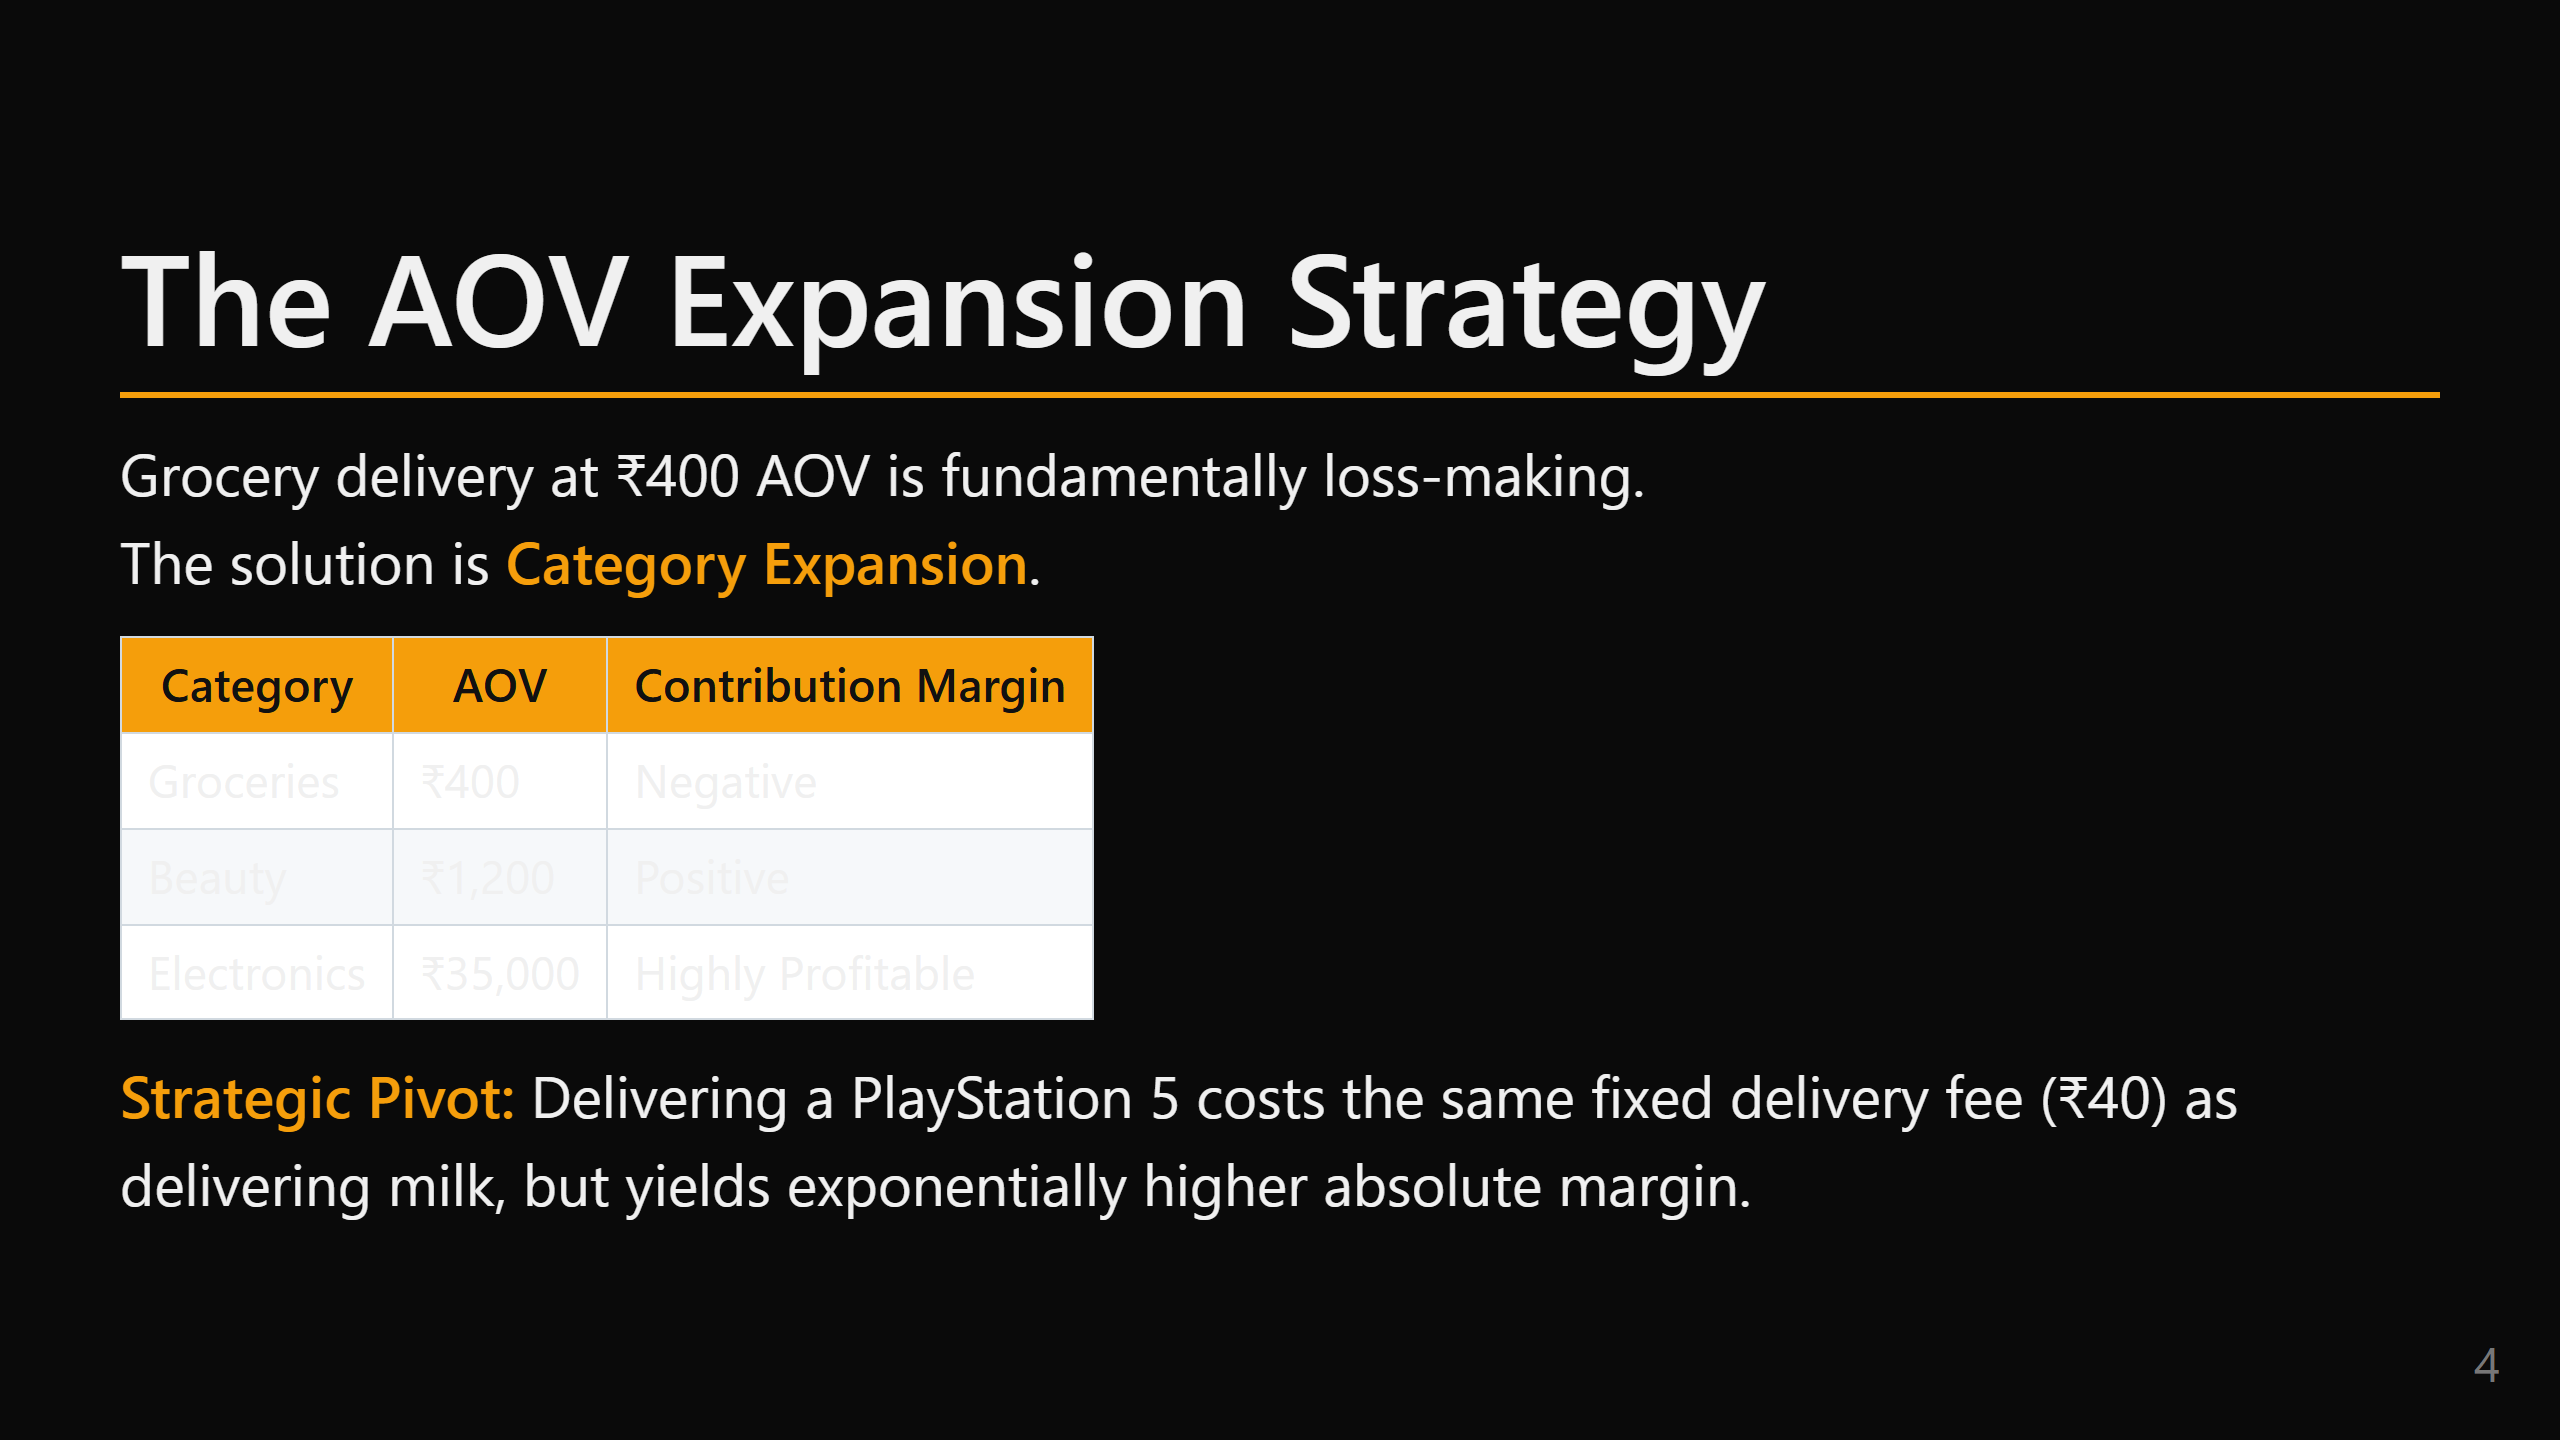 The AOV Expansion Strategy
Grocery delivery at ₹400 AOV is fundamentally loss-making.
The solution is Category Expansion.
Category AOV Contribution Margin
Groceries ₹400 Negative
Beauty ₹1,200 Positive
Electronics ₹35,000 Highly Profitable
Strategic Pivot: Delivering a PlayStation 5 costs the same fixed delivery fee (₹40) as
delivering milk, but yields exponentially higher absolute margin.
4